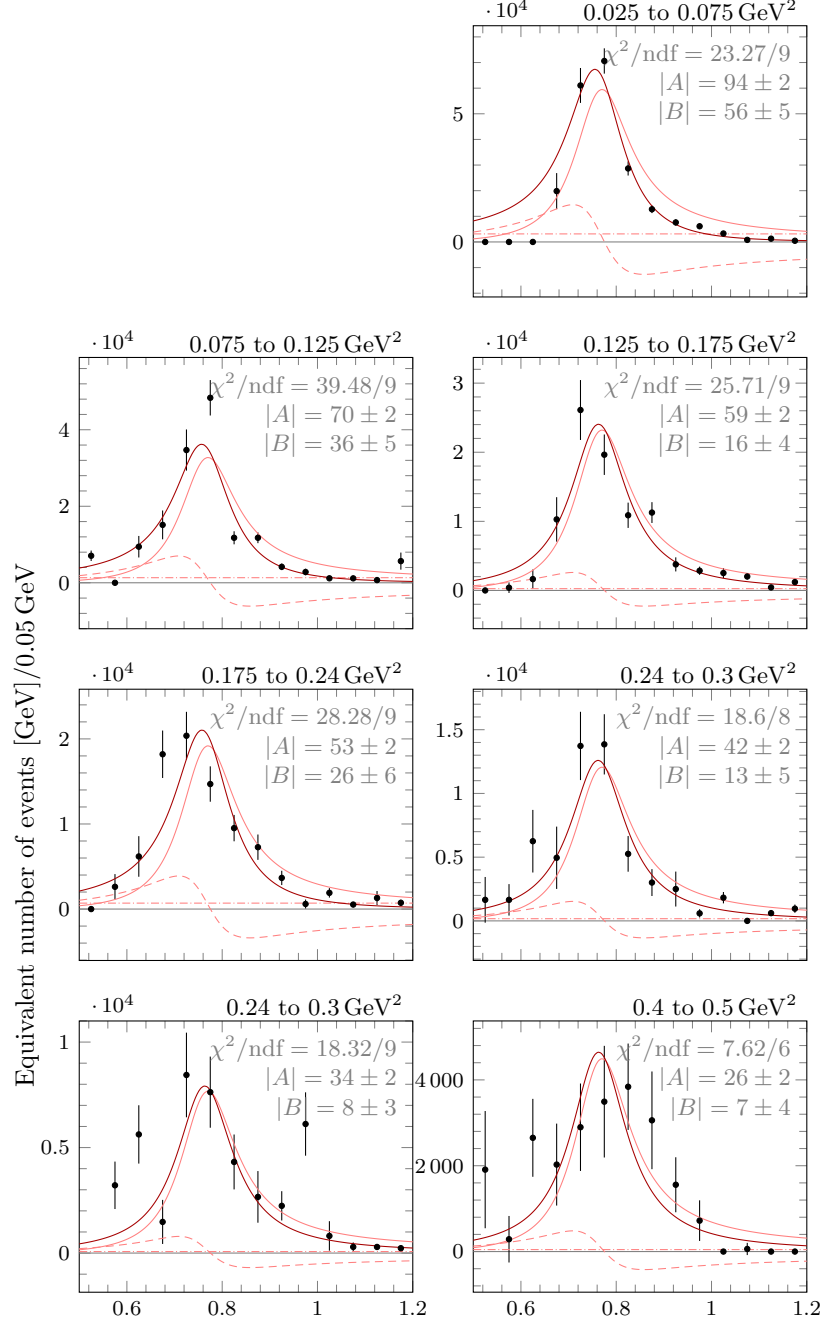 ·10⁴
0.025 to 0.075 GeV²
χ²/ndf = 23.27/9
|A| = 94 ± 2
|B| = 56 ± 5
5
0
·10⁴
0.075 to 0.125 GeV²
χ²/ndf = 39.48/9
|A| = 70 ± 2
|B| = 36 ± 5
4
2
0
·10⁴
0.125 to 0.175 GeV²
χ²/ndf = 25.71/9
|A| = 59 ± 2
|B| = 16 ± 4
3
2
1
0
Equivalent number of events [GeV]/0.05 GeV
·10⁴
0.175 to 0.24 GeV²
χ²/ndf = 28.28/9
|A| = 53 ± 2
|B| = 26 ± 6
2
1
0
·10⁴
0.24 to 0.3 GeV²
χ²/ndf = 18.6/8
|A| = 42 ± 2
|B| = 13 ± 5
1.5
1
0.5
0
·10⁴
0.24 to 0.3 GeV²
χ²/ndf = 18.32/9
|A| = 34 ± 2
|B| = 8 ± 3
1
0.5
0
0.6 0.8 1 1.2
0.4 to 0.5 GeV²
χ²/ndf = 7.62/6
|A| = 26 ± 2
|B| = 7 ± 4
4 000
2 000
0
0.6 0.8 1 1.2